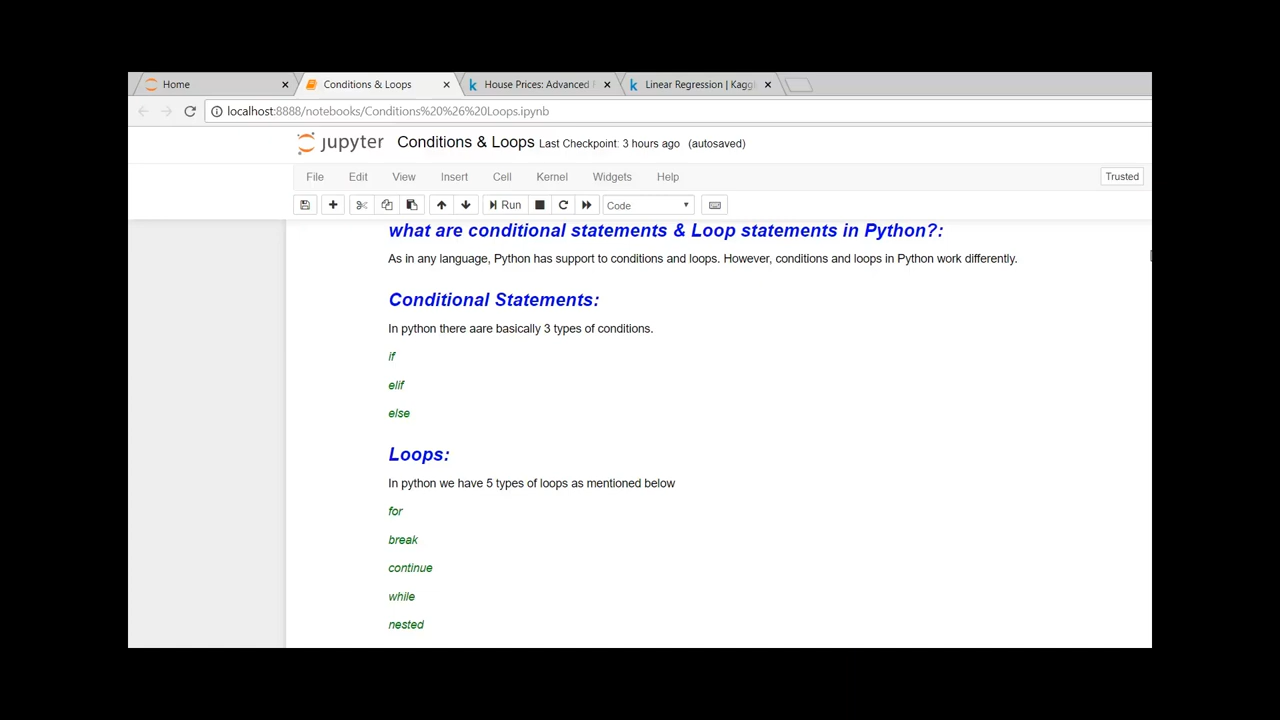 Home
Conditions & Loops
House Prices: Advanced
Linear Regression | Kagg
localhost:8888/notebooks/Conditions%20%26%20Loops.ipynb
jupyter Conditions & Loops Last Checkpoint: 3 hours ago (autosaved)
File Edit View Insert Cell Kernel Widgets Help Trusted
Run Code
what are conditional statements & Loop statements in Python?:
As in any language, Python has support to conditions and loops. However, conditions and loops in Python work differently.
Conditional Statements:
In python there aare basically 3 types of conditions.
if
elif
else
Loops:
In python we have 5 types of loops as mentioned below
for
break
continue
while
nested